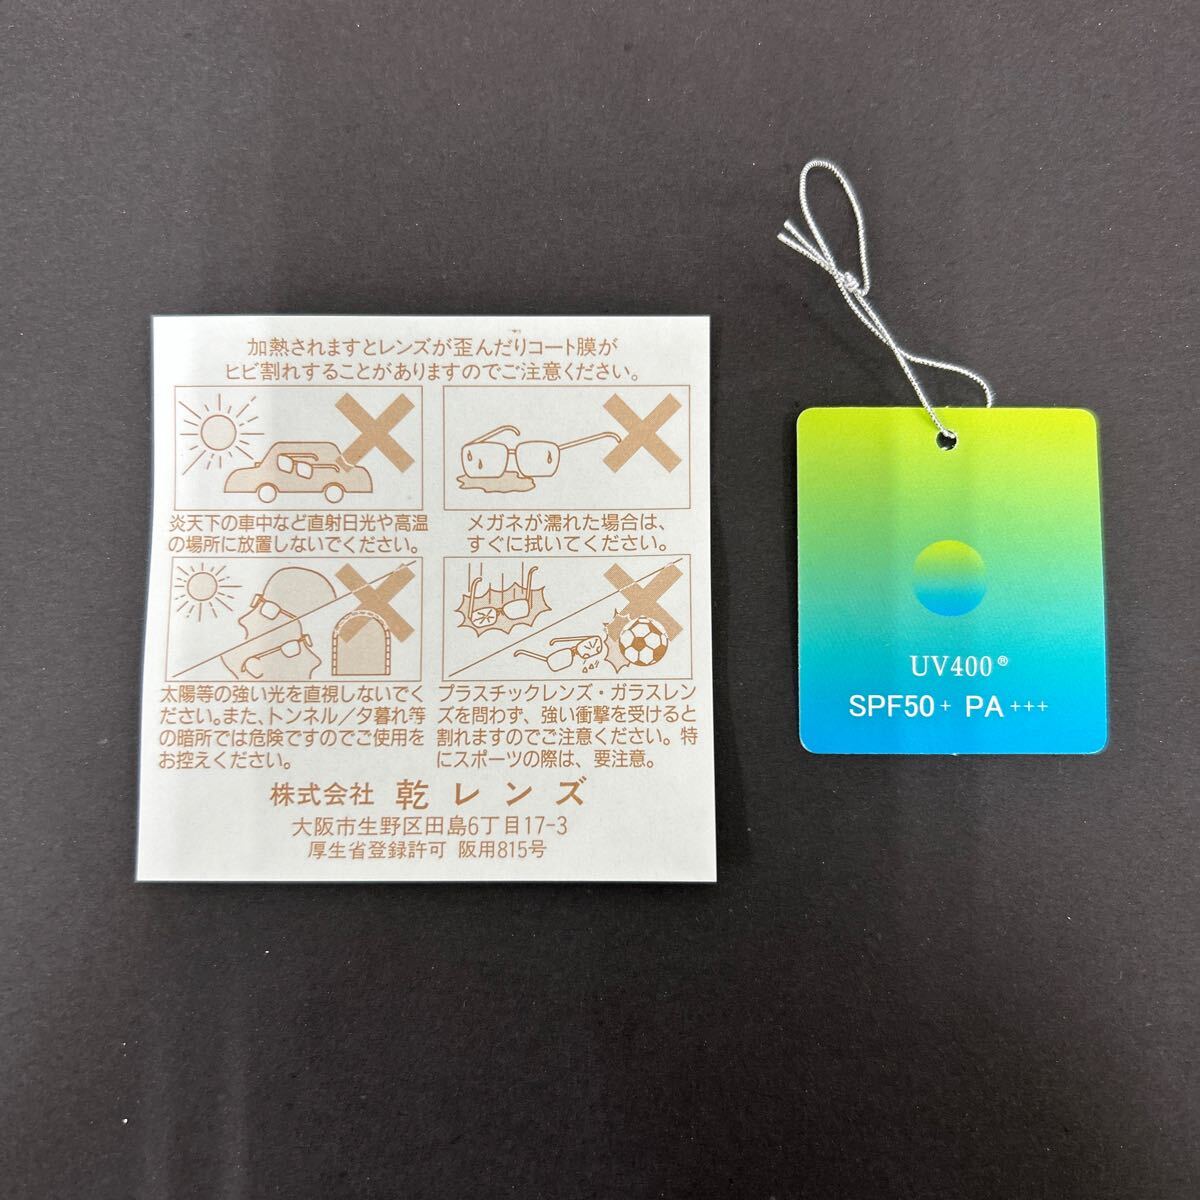 加熱されますとレンズが歪んだりコート膜が
ヒビ割れすることがありますのでご注意ください。
炎天下の車中など直射日光や高温
の場所に放置しないでください。
メガネが濡れた場合は、
すぐに拭いてください。
太陽等の強い光を直視しないでく
ださい。また、トンネル／夕暮れ等
の暗所では危険ですのでご使用を
お控えください。
プラスチックレンズ・ガラスレン
ズを問わず、強い衝撃を受けると
割れますのでご注意ください。特
にスポーツの際は、要注意。
株式会社 乾レンズ
大阪市生野区田島6丁目17-3
厚生省登録許可 阪用815号
UV400®
SPF50+ PA+++